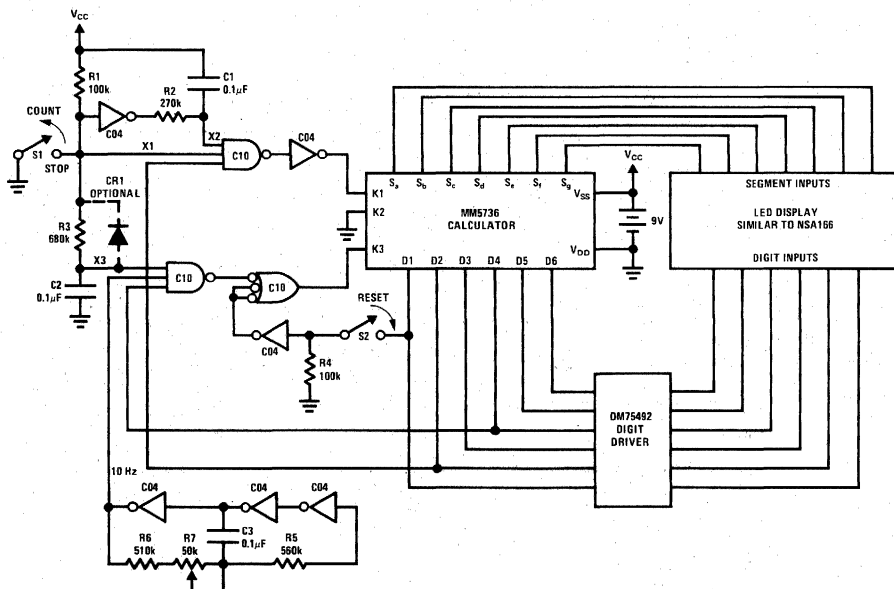 VCC
R1
100k
C1
0.1μF
R2
270k
C04
COUNT
S1
STOP
X1
X2
C10
C04
CR1
OPTIONAL
R3
680k
X3
C2
0.1μF
C10
C10
C04
RESET
S2
R4
100k
K1
K2
K3
Sa Sb Sc Sd Se Sf Sg
MM5736
CALCULATOR
VSS
VDD
D1 D2 D3 D4 D5 D6
VCC
9V
SEGMENT INPUTS
LED DISPLAY
SIMILAR TO NSA166
DIGIT INPUTS
DM75492
DIGIT
DRIVER
10 Hz
C04
C04
C04
C3
0.1μF
R6
510k
R7
50k
R5
560k